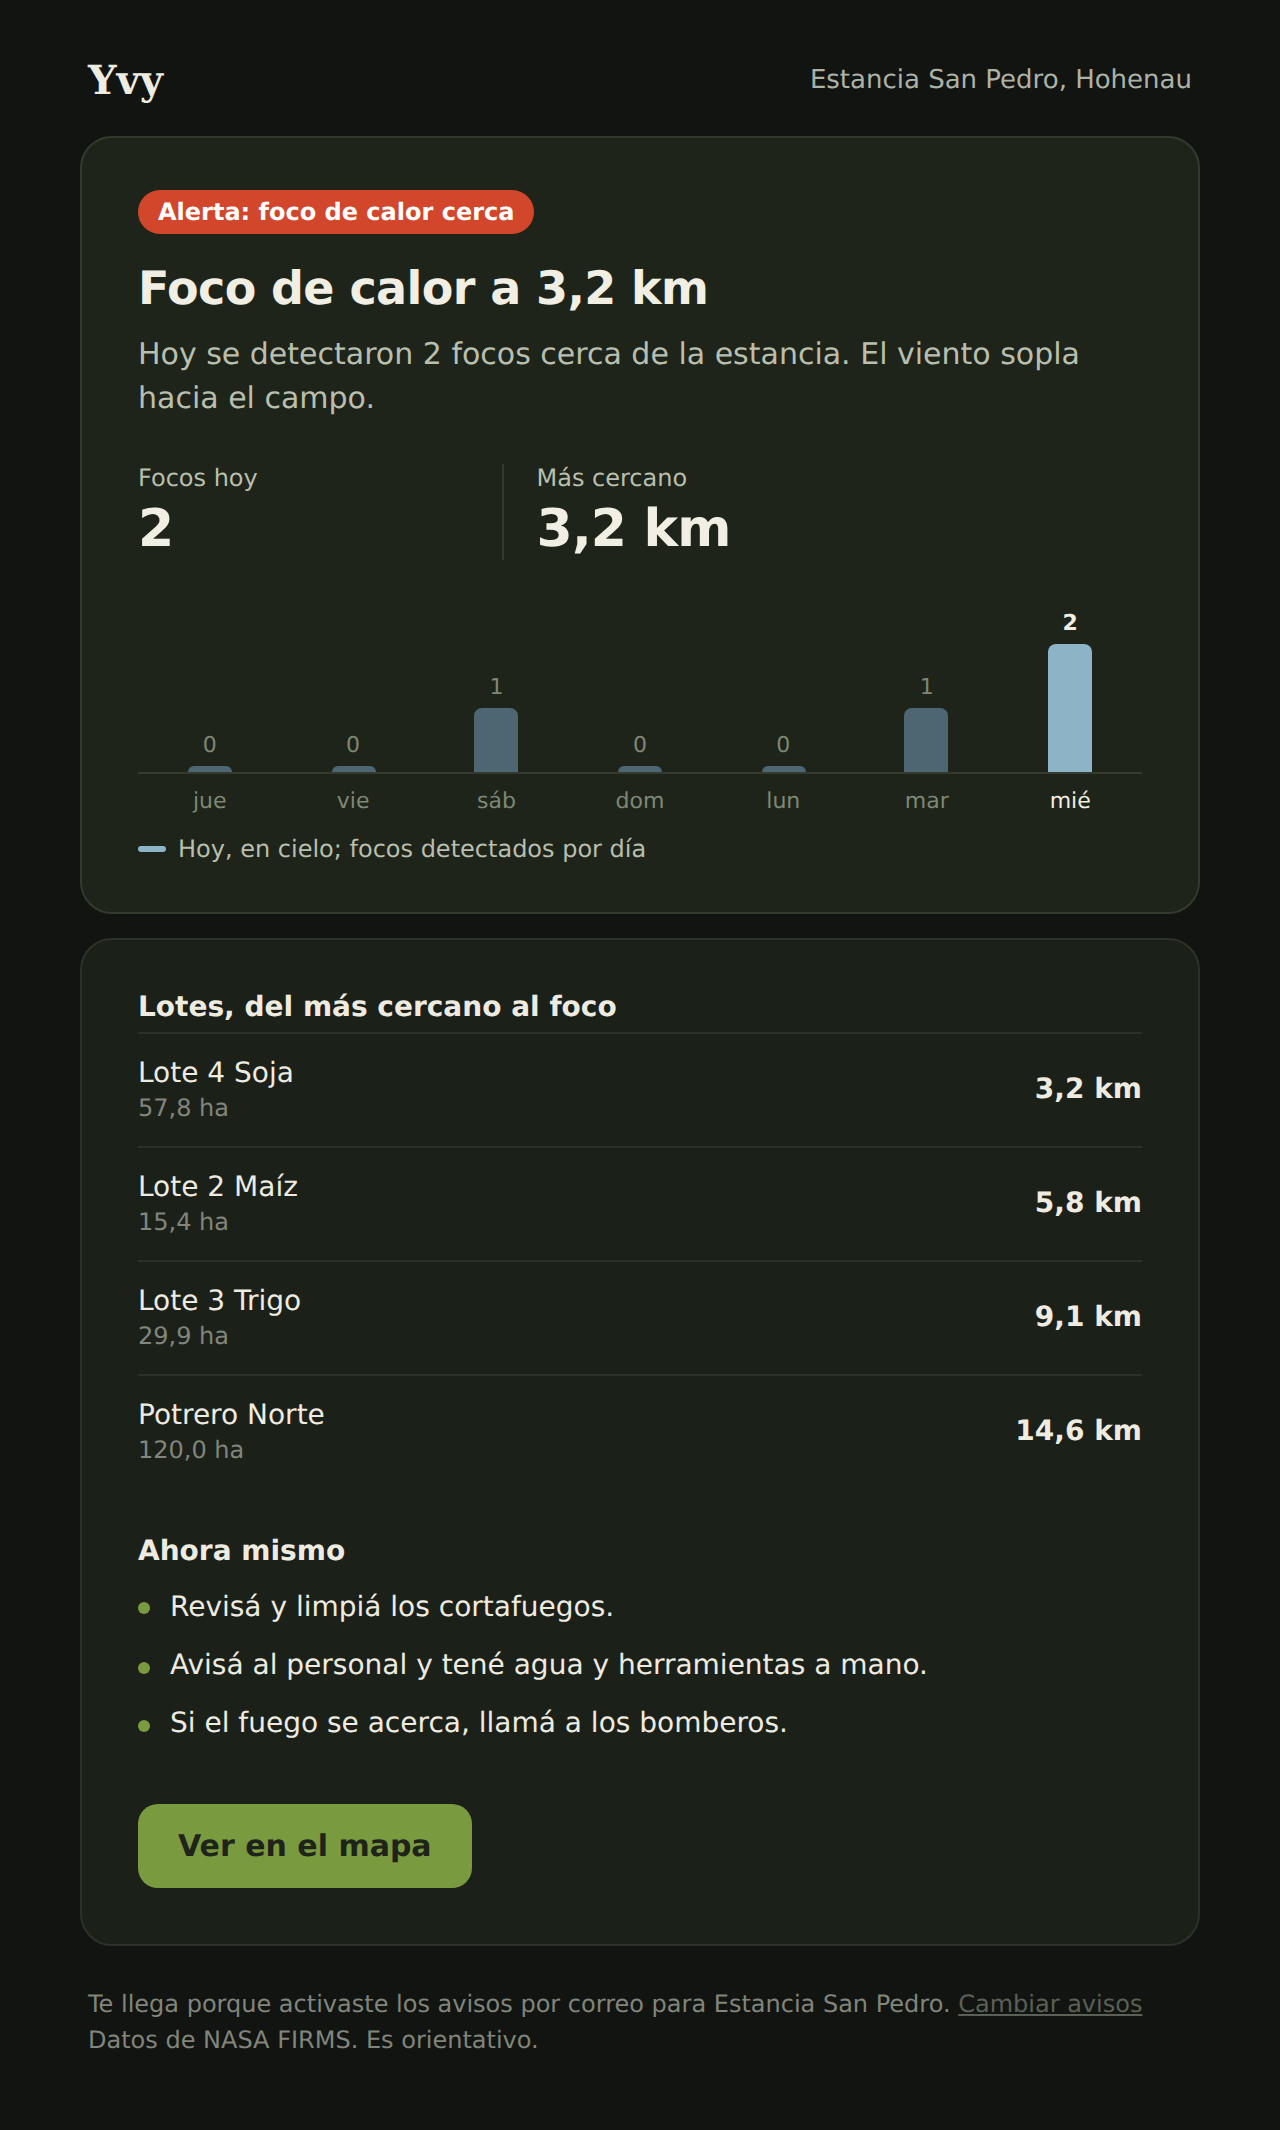 Yvy
Estancia San Pedro, Hohenau
Alerta: foco de calor cerca
Foco de calor a 3,2 km
Hoy se detectaron 2 focos cerca de la estancia. El viento sopla
hacia el campo.
Focos hoy
2
Más cercano
3,2 km
0 0 1 0 0 1 2
jue vie sáb dom lun mar mié
Hoy, en cielo; focos detectados por día
Lotes, del más cercano al foco
Lote 4 Soja
57,8 ha
3,2 km
Lote 2 Maíz
15,4 ha
5,8 km
Lote 3 Trigo
29,9 ha
9,1 km
Potrero Norte
120,0 ha
14,6 km
Ahora mismo
Revisá y limpiá los cortafuegos.
Avisá al personal y tené agua y herramientas a mano.
Si el fuego se acerca, llamá a los bomberos.
Ver en el mapa
Te llega porque activaste los avisos por correo para Estancia San Pedro. Cambiar avisos
Datos de NASA FIRMS. Es orientativo.